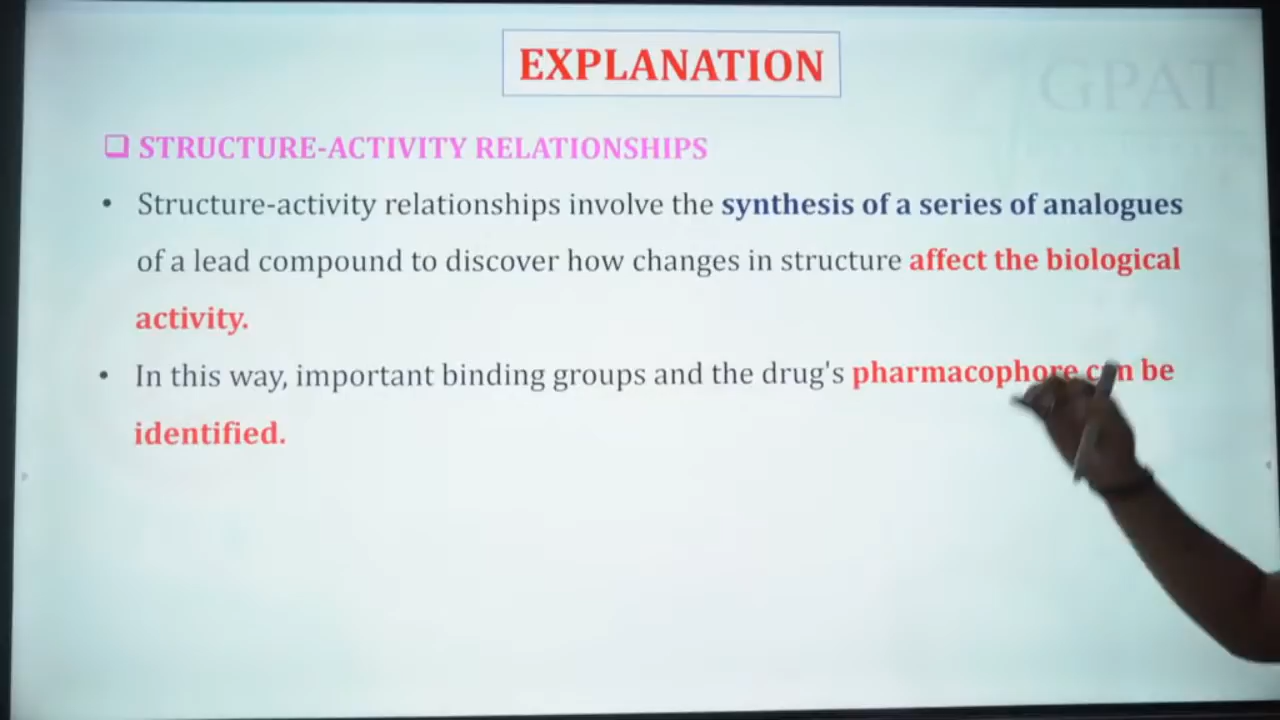 EXPLANATION
GPAT
❑ STRUCTURE-ACTIVITY RELATIONSHIPS
• Structure-activity relationships involve the synthesis of a series of analogues
of a lead compound to discover how changes in structure affect the biological
activity.
• In this way, important binding groups and the drug's pharmacophore can be
identified.